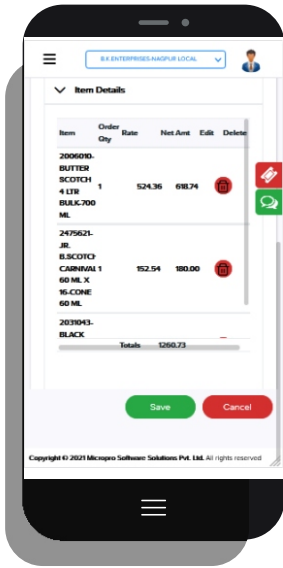 B.K ENTERPRISES-NAGPUR LOCAL
Item Details
Item Order Qty Rate Net Amt Edit Delete
2006010-
BUTTER
SCOTCH 1 524.36 618.74
4 LTR
BULK-700
ML
2475621-
JR.
B.SCOTCH
CARNIVAL 1 152.54 180.00
60 ML X
16-CONE
60 ML
2031043-
BLACK
Totals 1260.73
Save Cancel
Copyright © 2021 Micropro Software Solutions Pvt. Ltd. All rights reserved